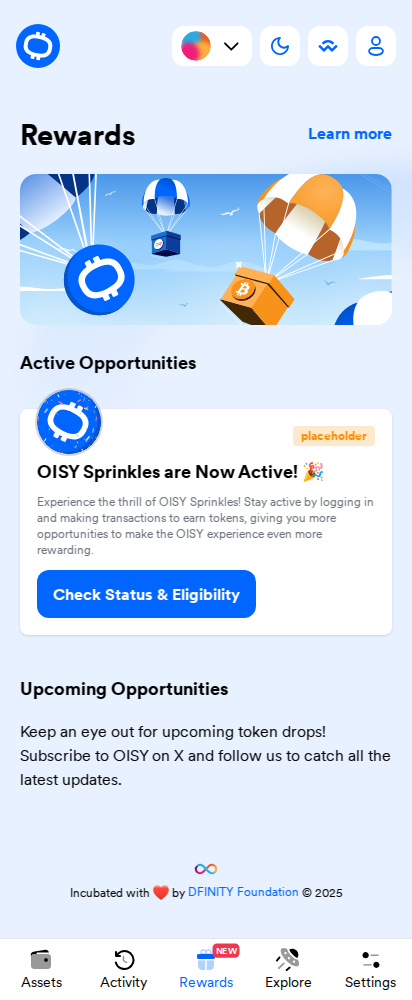 Rewards
Learn more
Active Opportunities
placeholder
OISY Sprinkles are Now Active! 🎉
Experience the thrill of OISY Sprinkles! Stay active by logging in
and making transactions to earn tokens, giving you more
opportunities to make the OISY experience even more
rewarding.
Check Status & Eligibility
Upcoming Opportunities
Keep an eye out for upcoming token drops!
Subscribe to OISY on X and follow us to catch all the
latest updates.
Incubated with ❤️ by DFINITY Foundation © 2025
NEW
Assets
Activity
Rewards
Explore
Settings